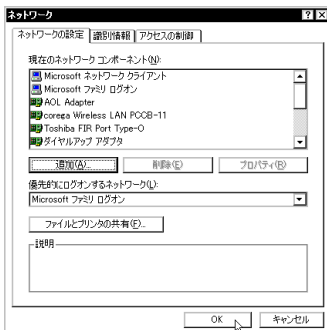 ネットワーク
ネットワークの設定 識別情報 アクセスの制御
現在のネットワーク コンポーネント(N):
Microsoft ネットワーク クライアント
Microsoft ファミリ ログオン
AOL Adapter
corega Wireless LAN PCCB-11
Toshiba FIR Port Type-O
ダイヤルアップ アダプタ
追加(A)... 削除(E) プロパティ(R)
優先的にログオンするネットワーク(L):
Microsoft ファミリ ログオン
ファイルとプリンタの共有(F)...
説明
OK キャンセル